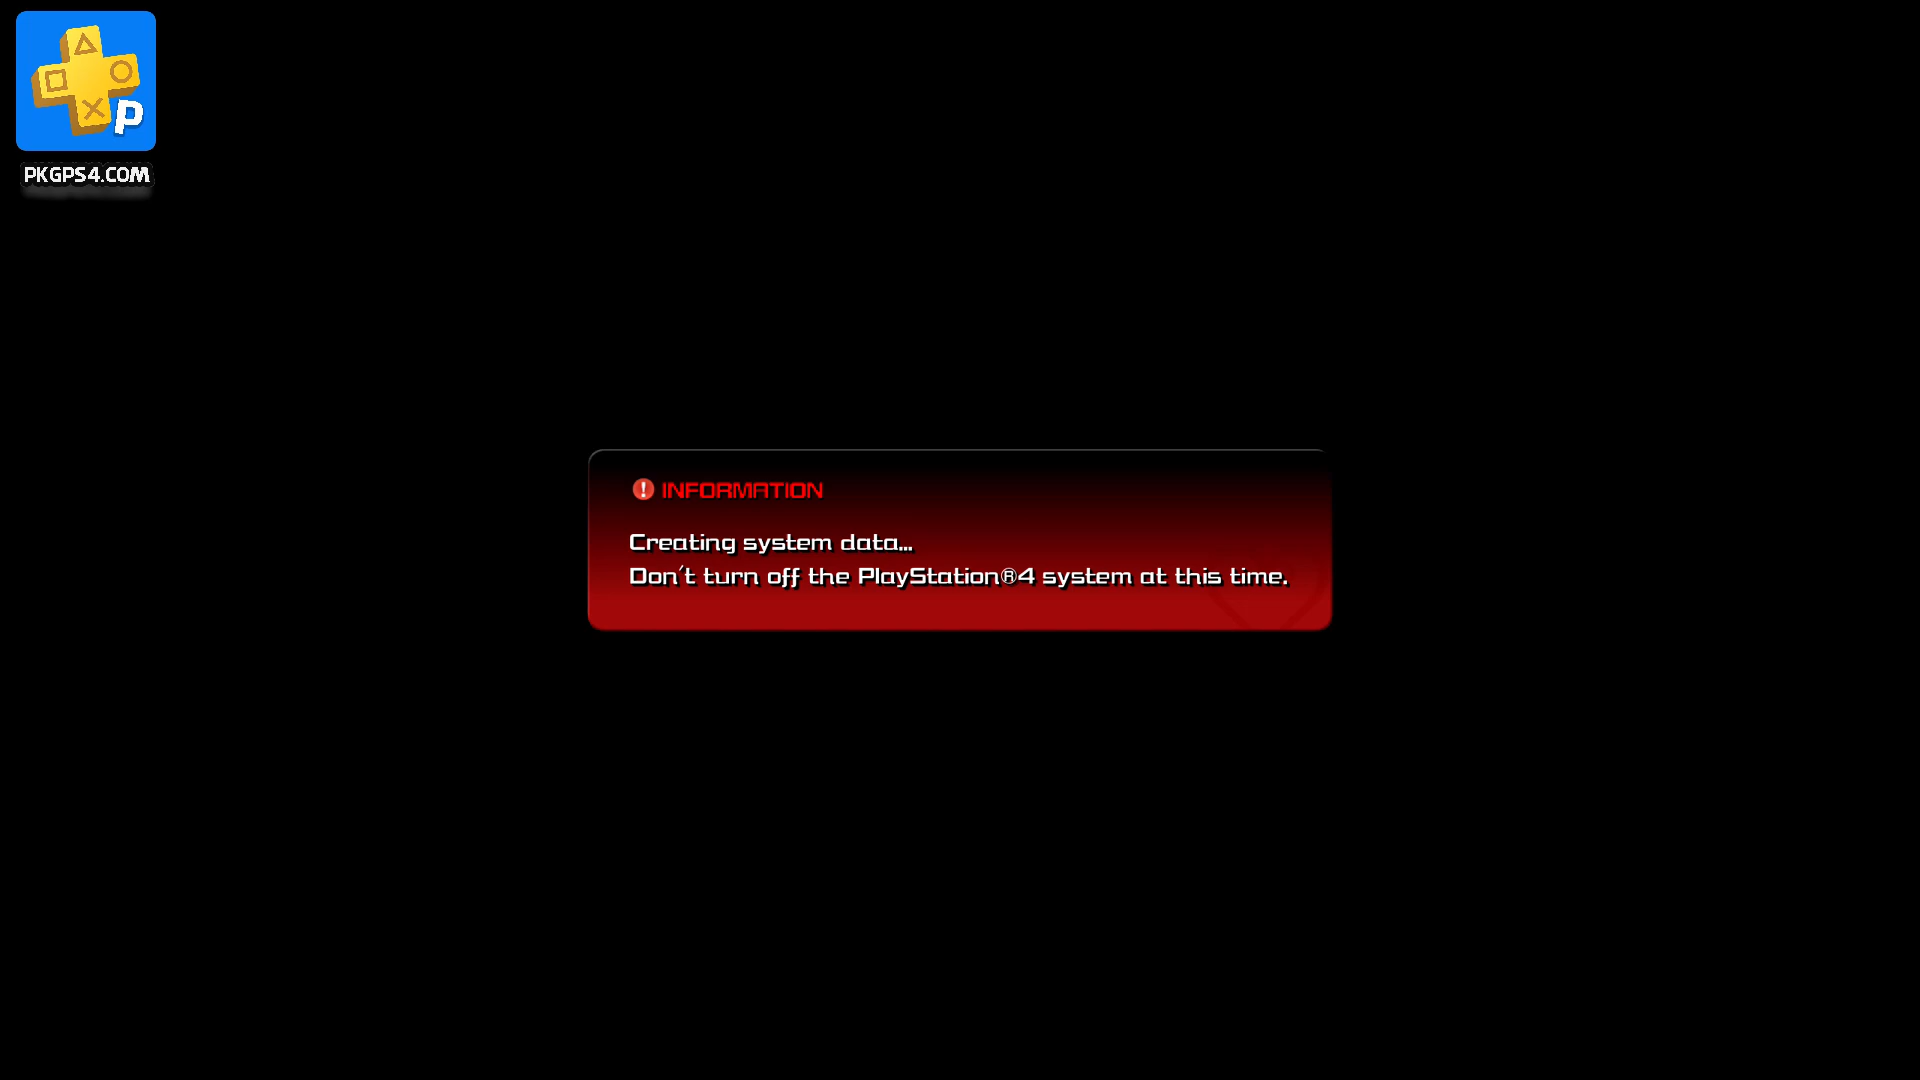 P
PKGPS4.COM
INFORMATION
Creating system data...
Don't turn off the PlayStation®4 system at this time.